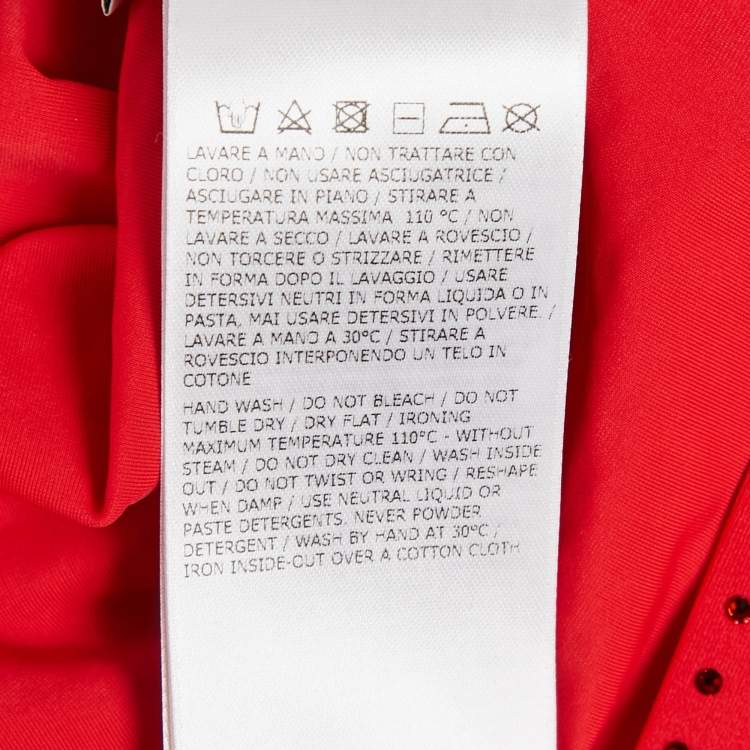 LAVARE A MANO / NON TRATTARE CON
CLORO / NON USARE ASCIUGATRICE /
ASCIUGARE IN PIANO / STIRARE A
TEMPERATURA MASSIMA 110 °C / NON
LAVARE A SECCO / LAVARE A ROVESCIO /
NON TORCERE O STRIZZARE / RIMETTERE
IN FORMA DOPO IL LAVAGGIO / USARE
DETERSIVI NEUTRI IN FORMA LIQUIDA O IN
PASTA, MAI USARE DETERSIVI IN POLVERE. /
LAVARE A MANO A 30°C / STIRARE A
ROVESCIO INTERPONENDO UN TELO IN
COTONE
HAND WASH / DO NOT BLEACH / DO NOT
TUMBLE DRY / DRY FLAT / IRONING
MAXIMUM TEMPERATURE 110°C - WITHOUT
STEAM / DO NOT DRY CLEAN / WASH INSIDE
OUT / DO NOT TWIST OR WRING / RESHAPE
WHEN DAMP / USE NEUTRAL LIQUID OR
PASTE DETERGENTS, NEVER POWDER
DETERGENT / WASH BY HAND AT 30°C /
IRON INSIDE-OUT OVER A COTTON CLOTH